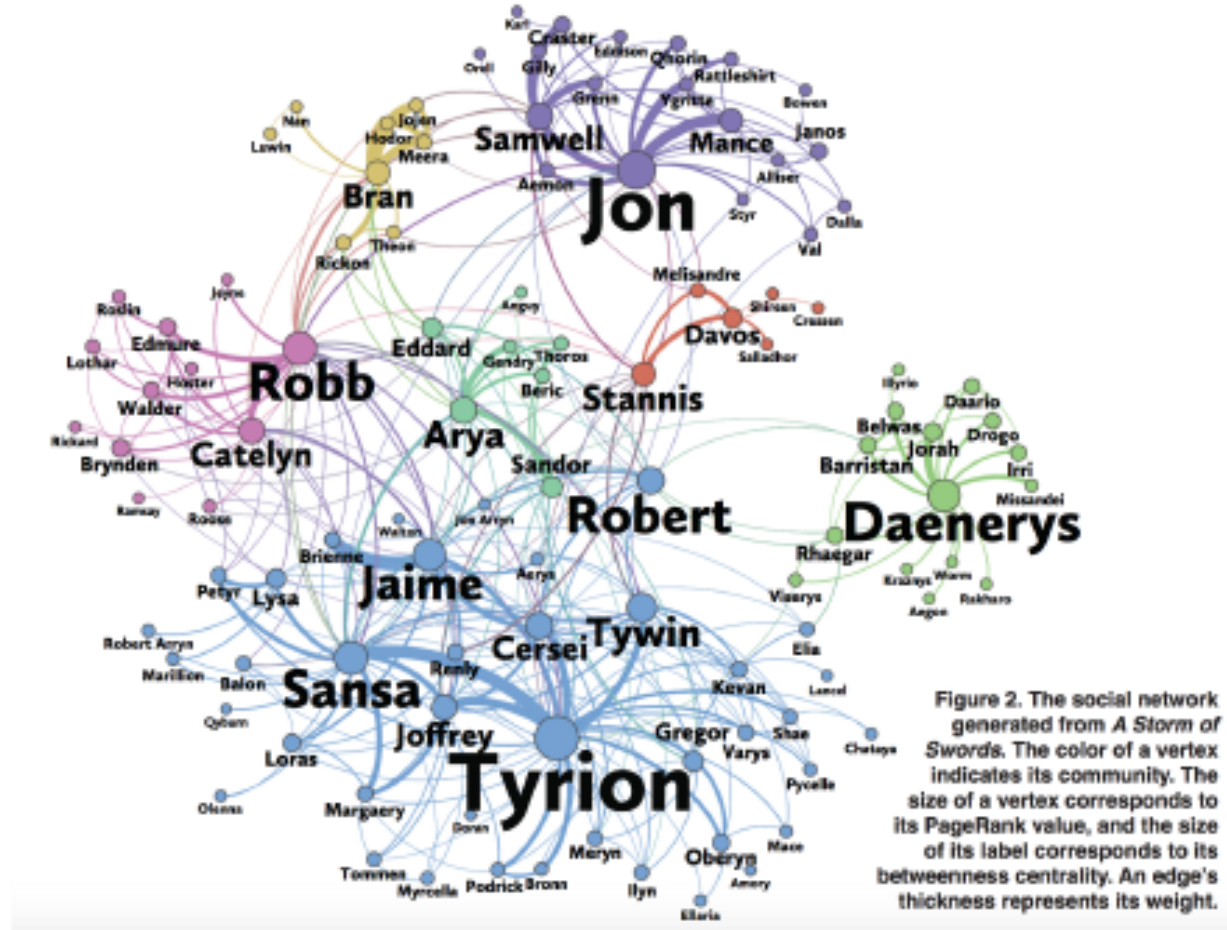 Karl
Craster
Eddison
Qhorin
Orell
Gilly
Rattleshirt
Grenn
Ygritte
Bowen
Nan
Jojen
Hodor
Samwell
Mance
Janos
Lewin
Meera
Aemon
Alliser
Bran
Jon
Styr
Dalla
Theon
Val
Rickon
Melisandre
Roslin
Anguy
Shireen
Cressen
Edmure
Eddard
Davos
Lothar
Gendry
Thoros
Salladhor
Hoster
Robb
Beric
Illyrio
Walder
Stannis
Daario
Rickard
Arya
Belwas
Drogo
Brynden
Catelyn
Jorah
Sandor
Barristan
Irri
Missandei
Ramsay
Roose
Jon Arryn
Robert
Daenerys
Walton
Brienne
Rhaegar
Jaime
Aerys
Petyr
Lysa
Kraznys
Worm
Viserys
Rakharo
Aegon
Cersei
Tywin
Robert Arryn
Elia
Marillion
Balon
Renly
Sansa
Kevan
Lancel
Qyburn
Joffrey
Gregor
Shae
Varys
Chataya
Loras
Tyrion
Pycelle
Olenna
Margaery
Doran
Meryn
Mace
Tommen
Oberyn
Myrcella
Podrick
Bronn
Ilyn
Amory
Ellaria
Figure 2. The social network
generated from A Storm of
Swords. The color of a vertex
indicates its community. The
size of a vertex corresponds to
its PageRank value, and the size
of its label corresponds to its
betweenness centrality. An edge's
thickness represents its weight.